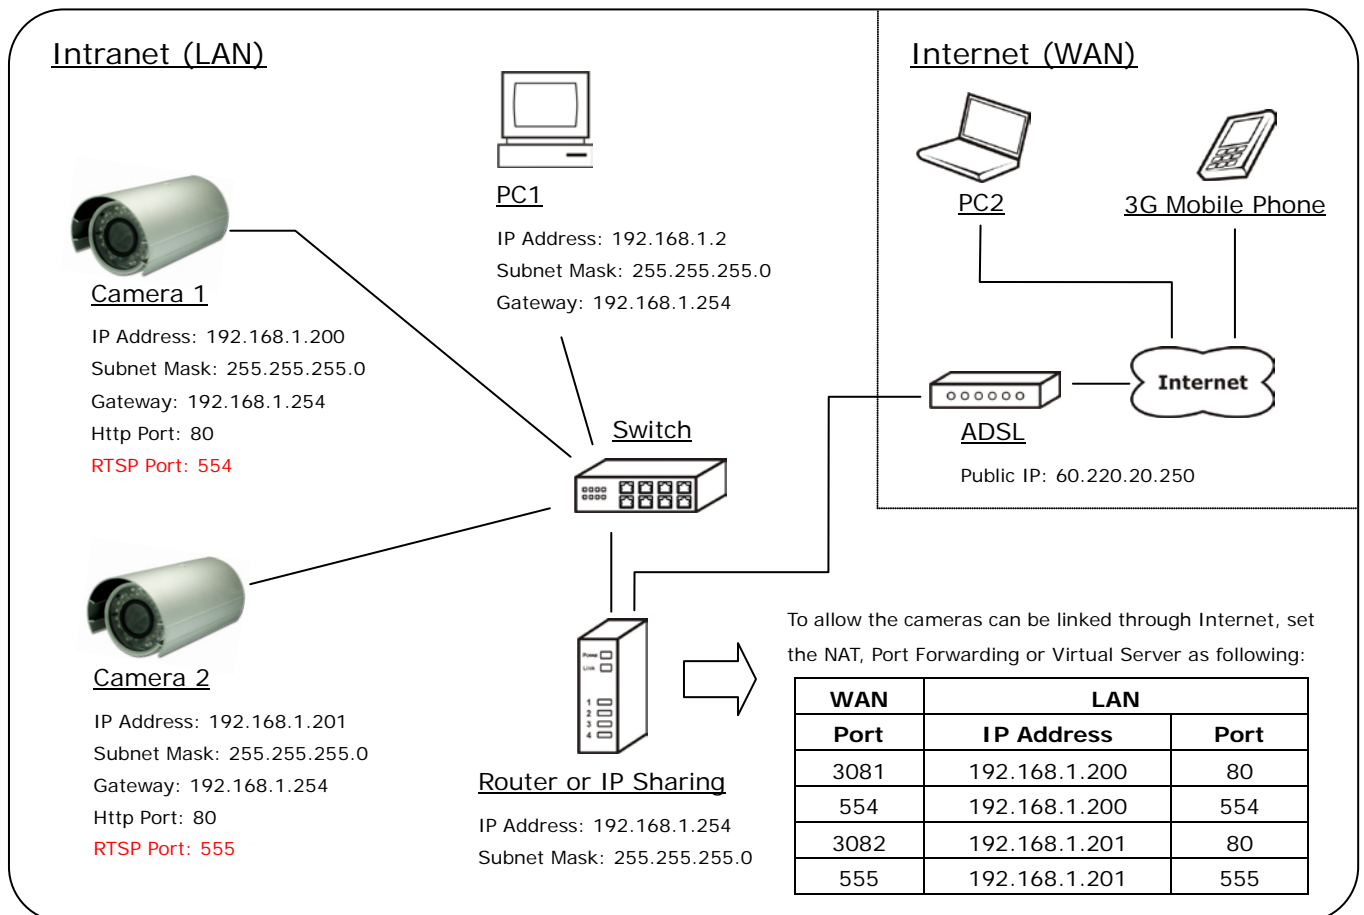 Intranet (LAN)
Internet (WAN)
PC1
IP Address: 192.168.1.2
Subnet Mask: 255.255.255.0
Gateway: 192.168.1.254
PC2
3G Mobile Phone
Camera 1
IP Address: 192.168.1.200
Subnet Mask: 255.255.255.0
Gateway: 192.168.1.254
Http Port: 80
RTSP Port: 554
Internet
ADSL
Public IP: 60.220.20.250
Switch
Camera 2
IP Address: 192.168.1.201
Subnet Mask: 255.255.255.0
Gateway: 192.168.1.254
Http Port: 80
RTSP Port: 555
Power
Link
1
2
3
4
Router or IP Sharing
IP Address: 192.168.1.254
Subnet Mask: 255.255.255.0
To allow the cameras can be linked through Internet, set
the NAT, Port Forwarding or Virtual Server as following:
WAN LAN
Port IP Address Port
3081 192.168.1.200 80
554 192.168.1.200 554
3082 192.168.1.201 80
555 192.168.1.201 555